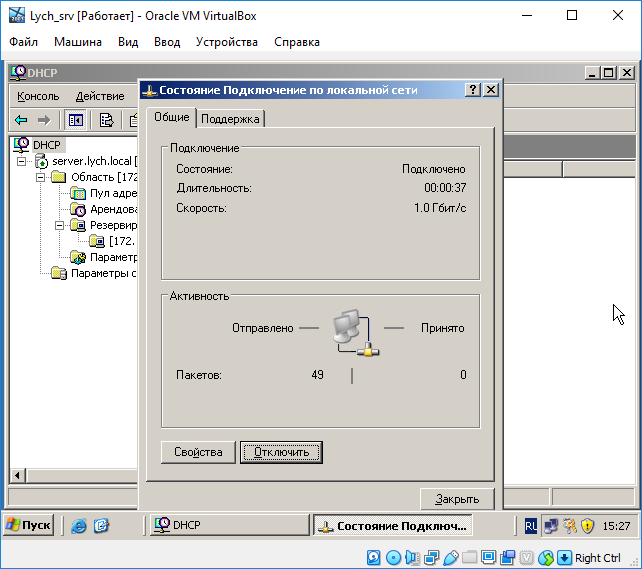 Lych_srv [Работает] - Oracle VM VirtualBox
Файл Машина Вид Ввод Устройства Справка
DHCP
Консоль Действие
DHCP
server.lych.local [
Область [172
Пул адре
Арендова
Резервир
[172.
Параметр
Параметры с
Состояние Подключение по локальной сети
Общие Поддержка
Подключение
Состояние: Подключено
Длительность: 00:00:37
Скорость: 1.0 Гбит/с
Активность
Отправлено Принято
Пакетов: 49 0
Свойства Отключить
Закрыть
Пуск DHCP Состояние Подключ... RL 15:27
Right Ctrl